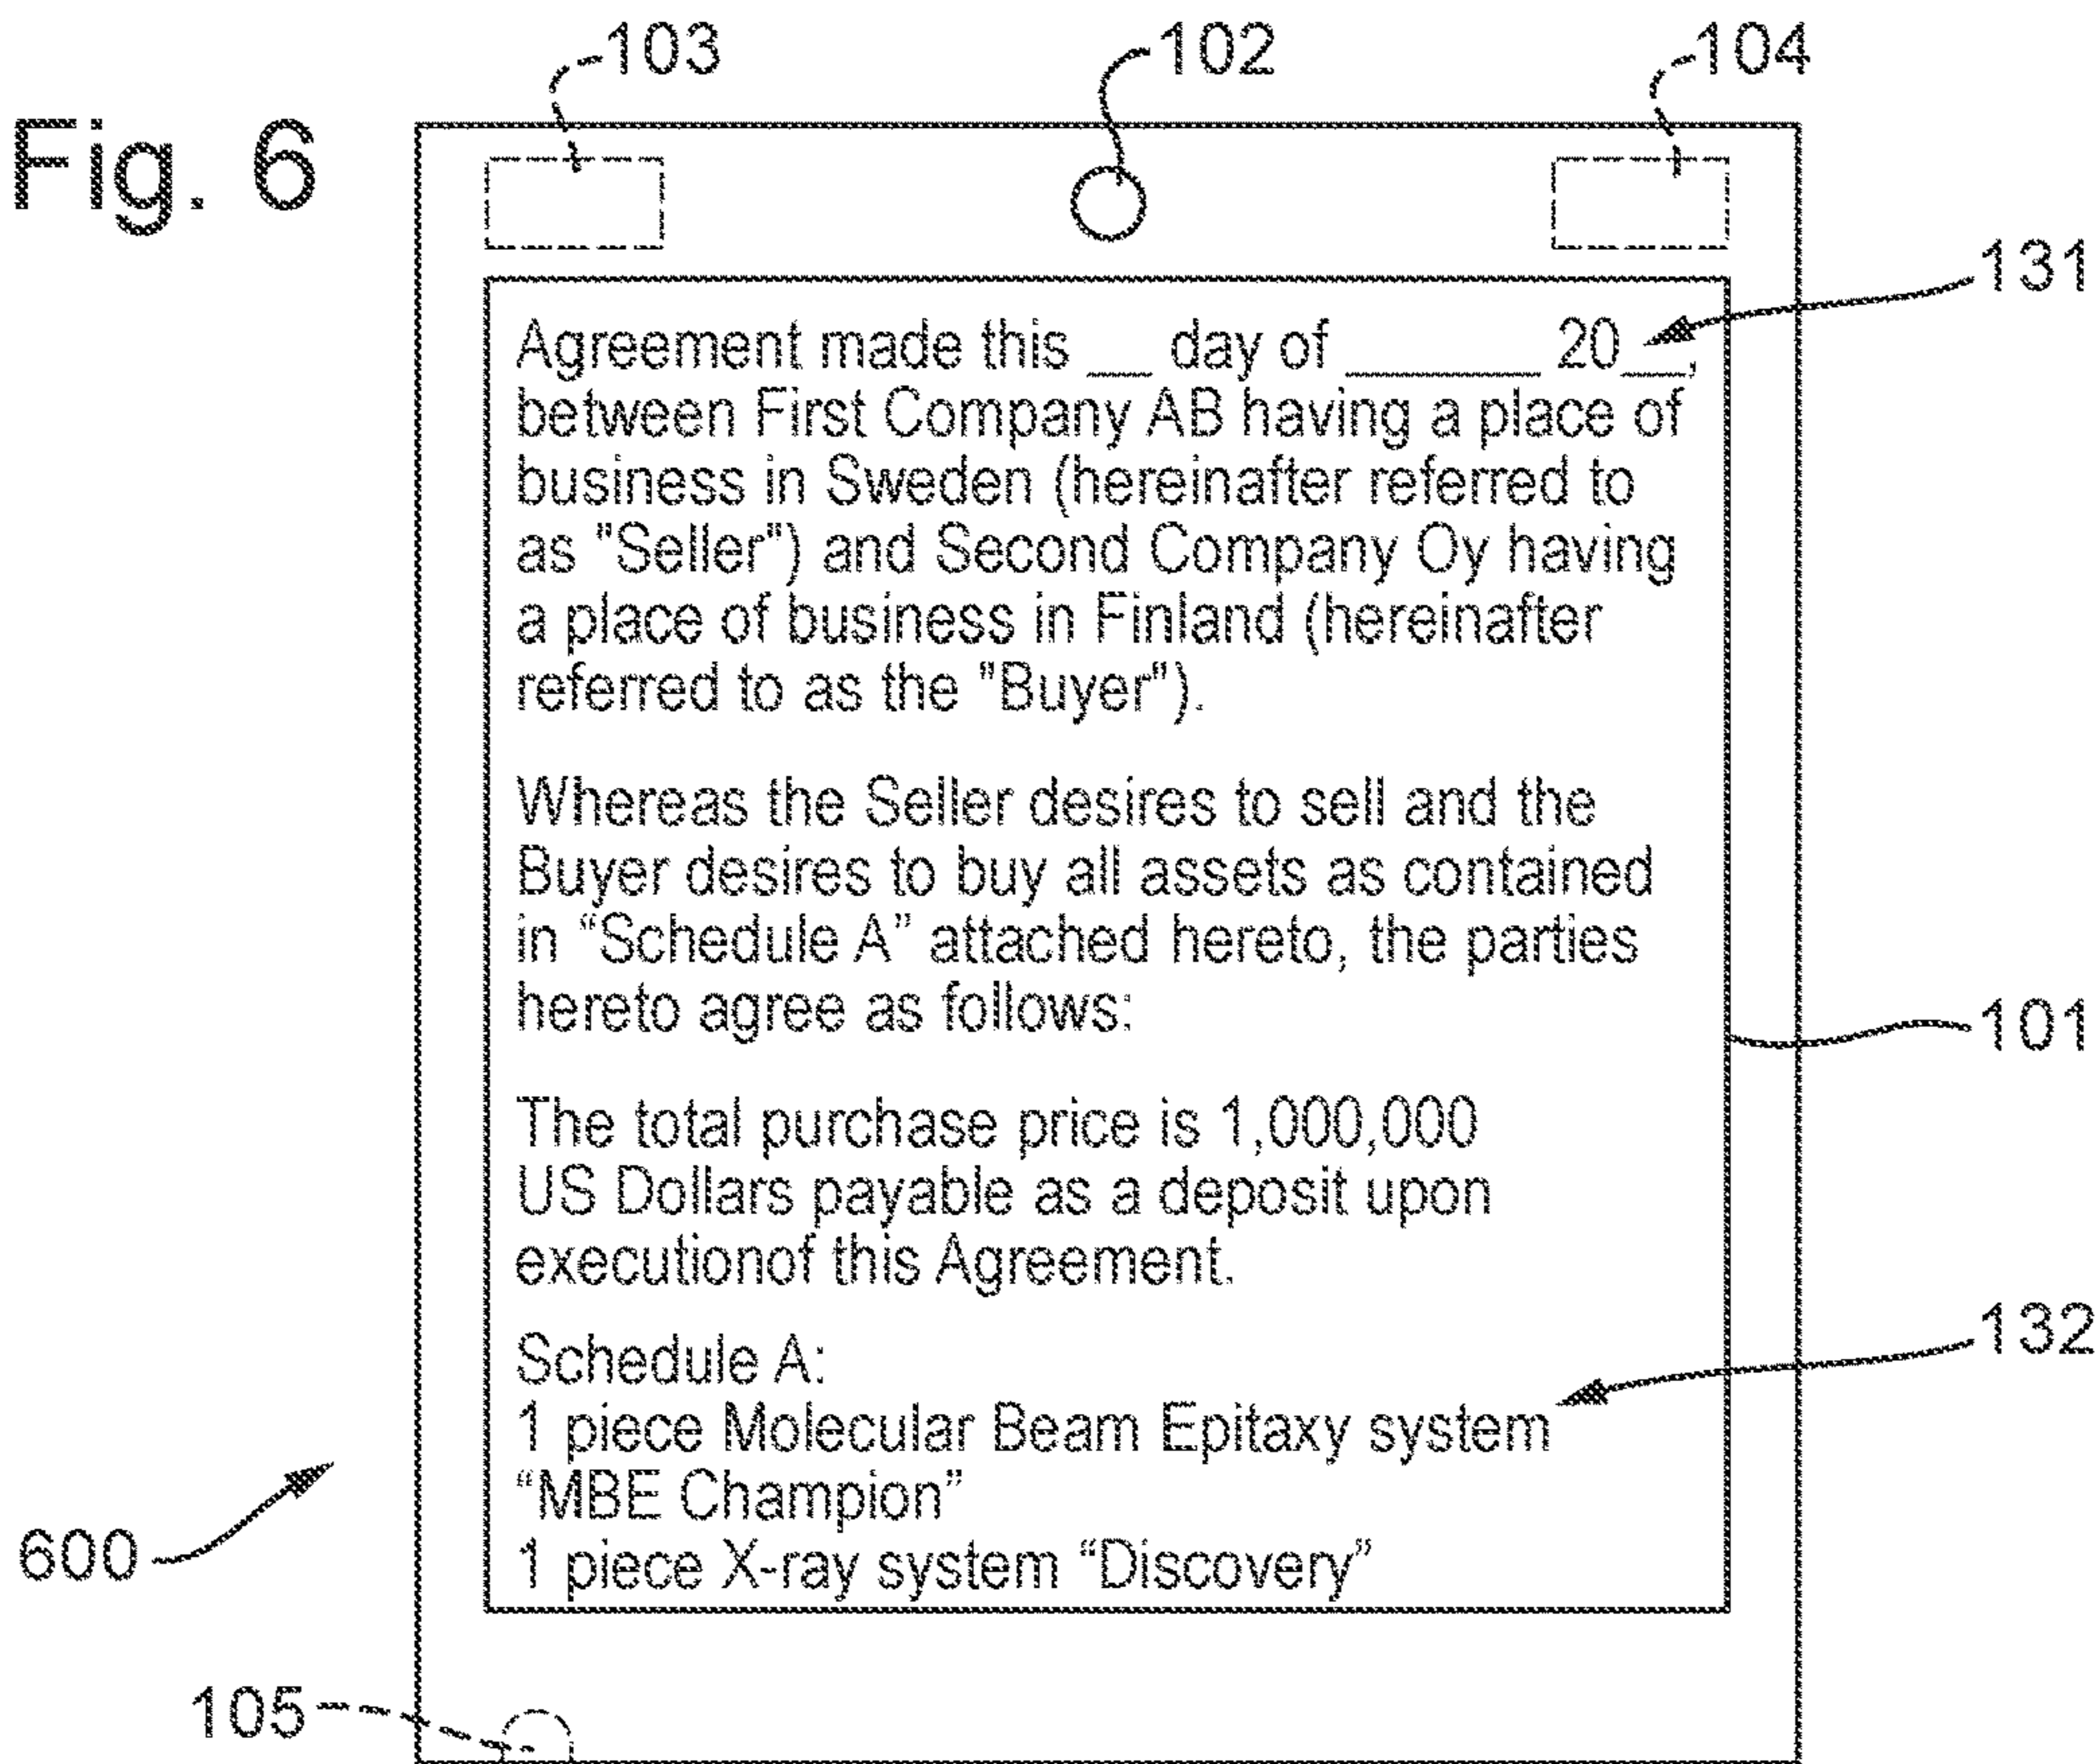 103
102
104
Fig. 6
131
Agreement made this __ day of ______ 20__,
between First Company AB having a place of
business in Sweden (hereinafter referred to
as "Seller") and Second Company Oy having
a place of business in Finland (hereinafter
referred to as the "Buyer").
Whereas the Seller desires to sell and the
Buyer desires to buy all assets as contained
in “Schedule A” attached hereto, the parties
hereto agree as follows:
101
The total purchase price is 1,000,000
US Dollars payable as a deposit upon
executionof this Agreement.
132
Schedule A:
1 piece Molecular Beam Epitaxy system
“MBE Champion”
1 piece X-ray system “Discovery”
600
105